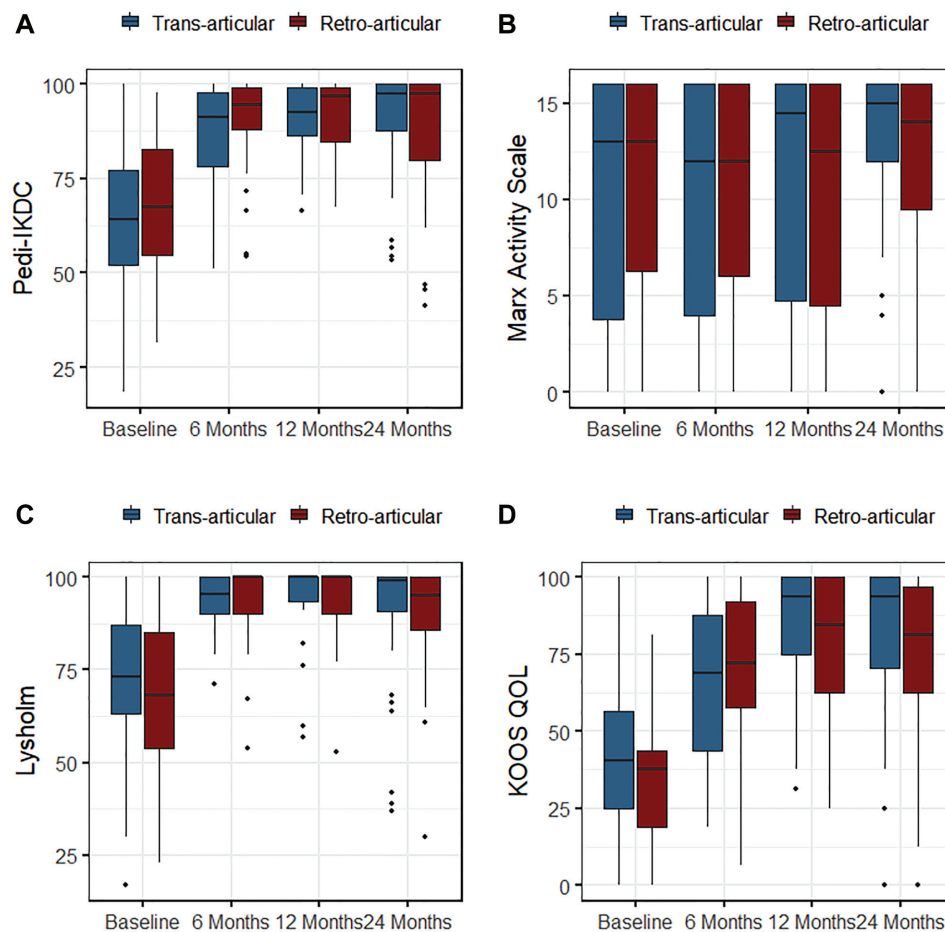 A
Trans-articular Retro-articular
Pedi-IKDC
100
75
50
25
Baseline 6 Months 12 Months 24 Months
B
Trans-articular Retro-articular
Marx Activity Scale
15
10
5
0
Baseline 6 Months 12 Months 24 Months
C
Trans-articular Retro-articular
Lysholm
100
75
50
25
Baseline 6 Months 12 Months 24 Months
D
Trans-articular Retro-articular
KOOS QOL
100
75
50
25
0
Baseline 6 Months 12 Months 24 Months